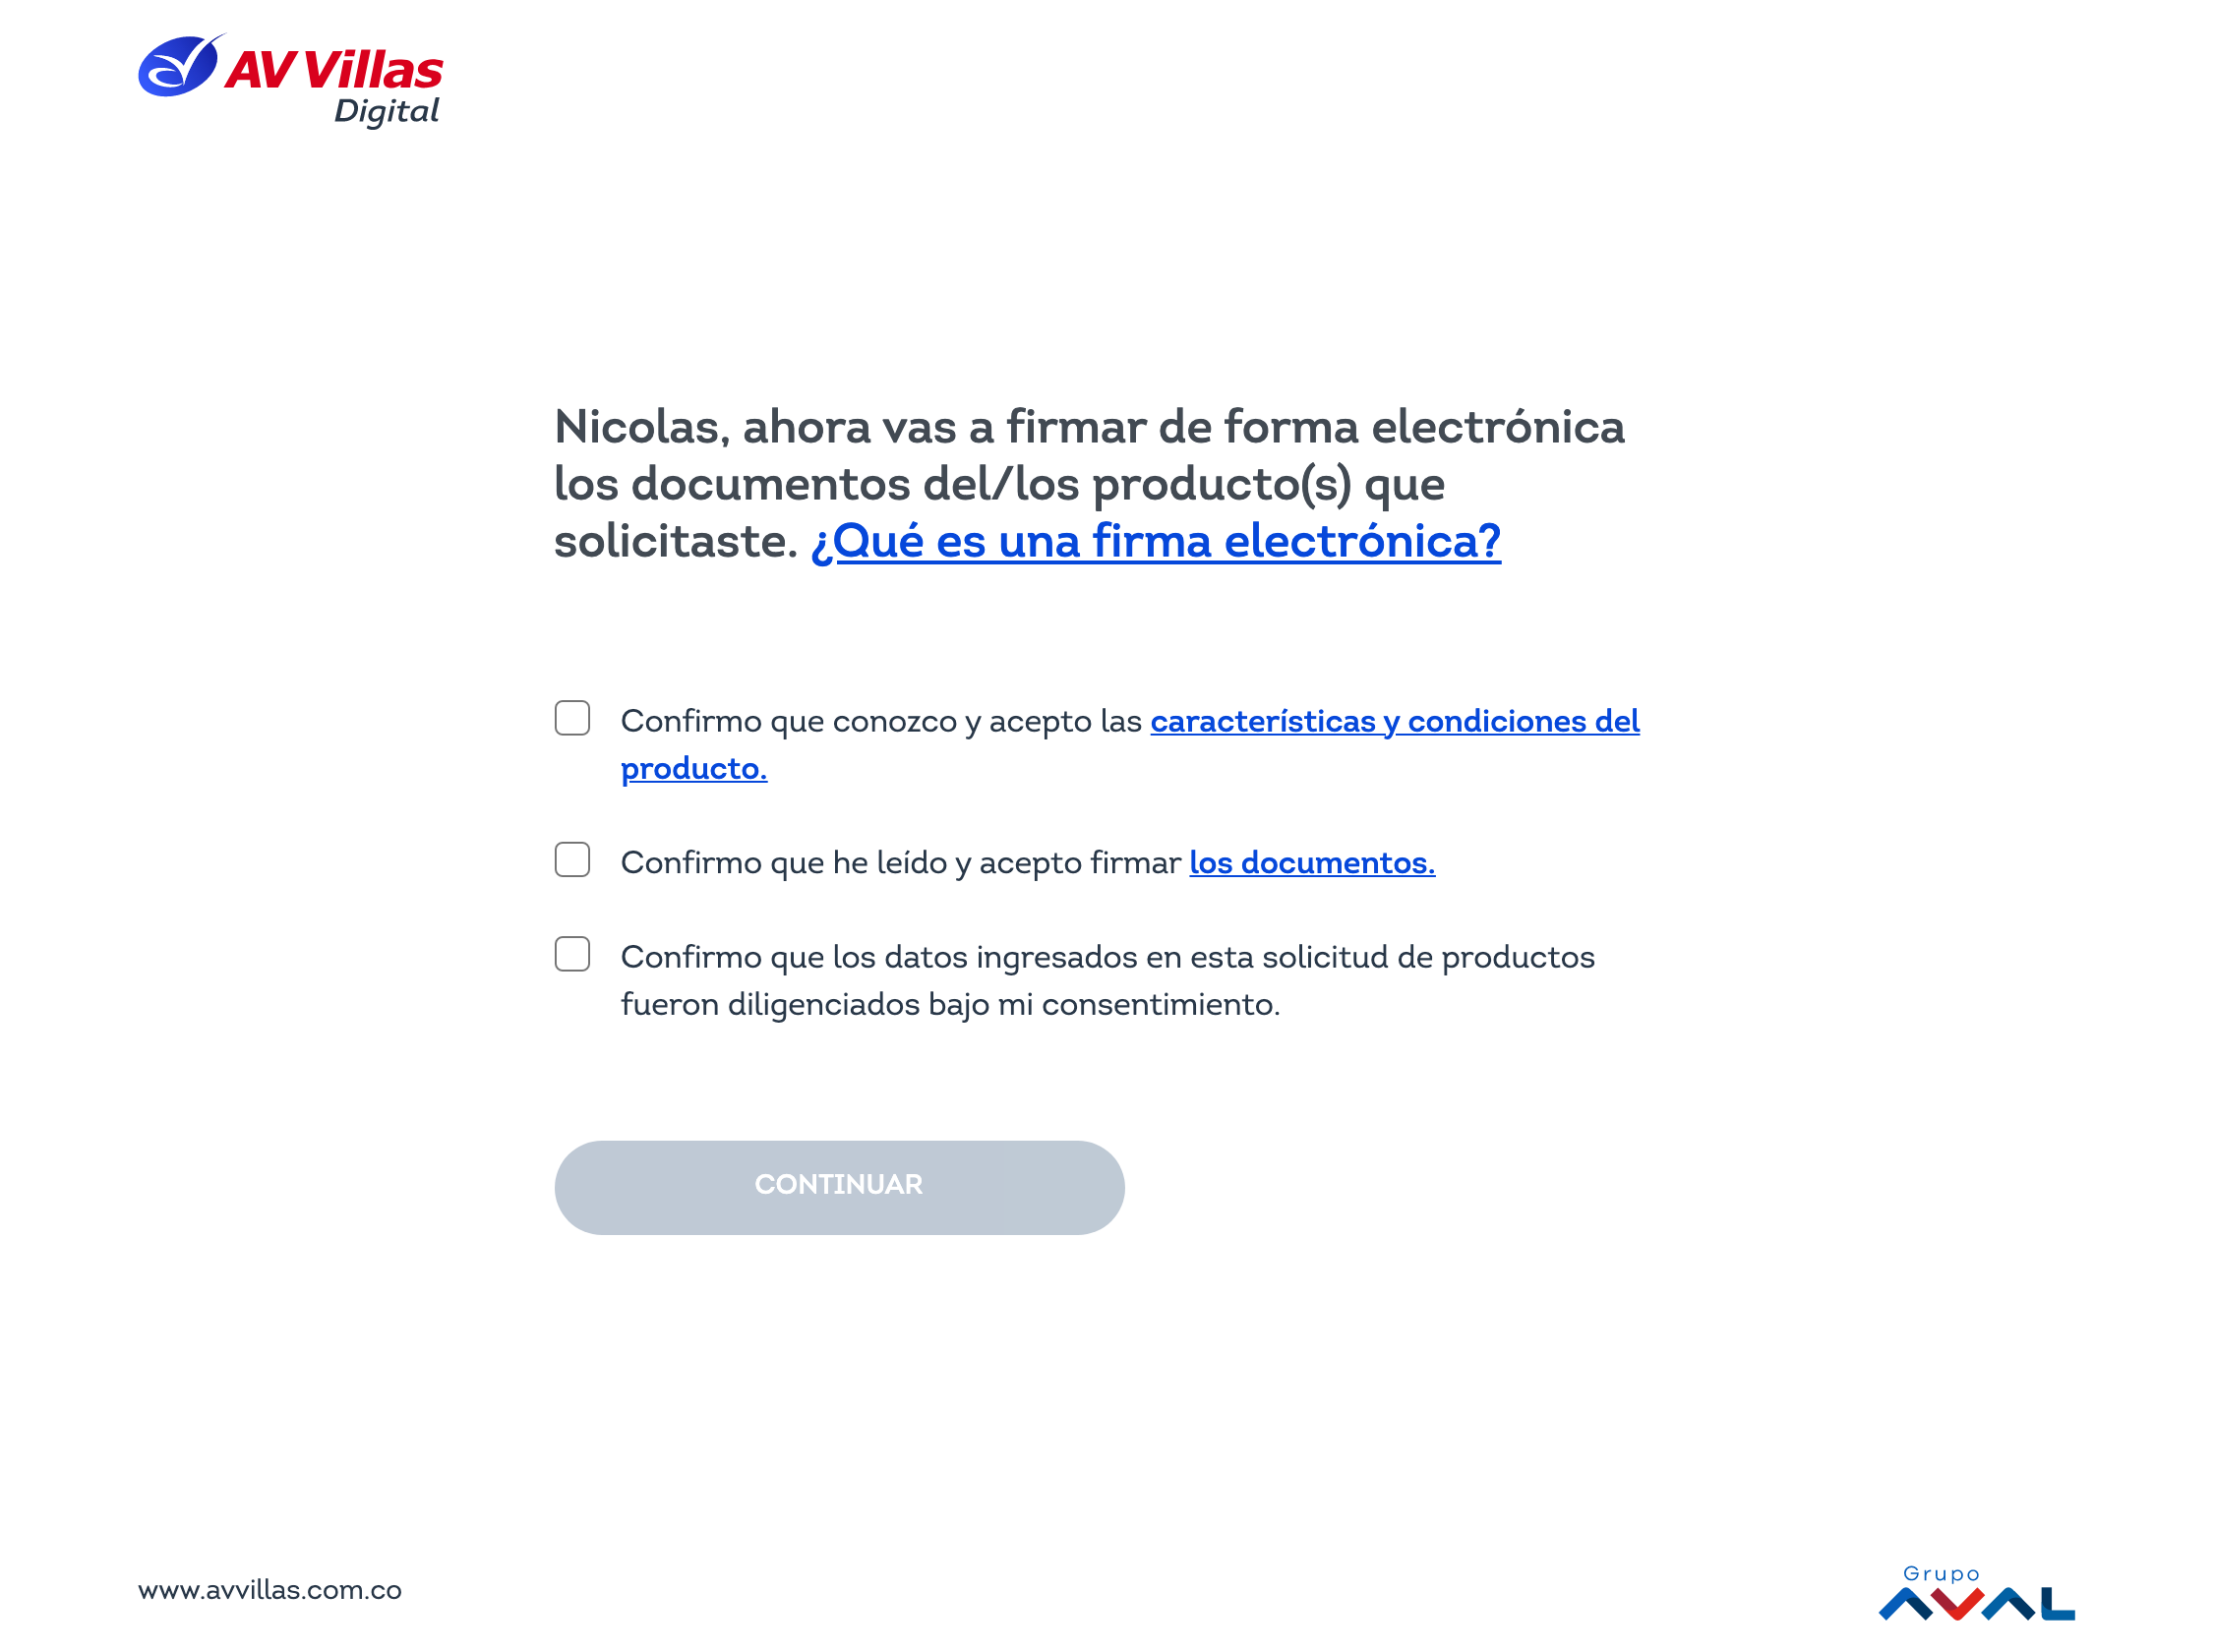 AV Villas
Digital
Nicolas, ahora vas a firmar de forma electrónica
los documentos del/los producto(s) que
solicitaste. ¿Qué es una firma electrónica?
Confirmo que conozco y acepto las características y condiciones del
producto.
Confirmo que he leído y acepto firmar los documentos.
Confirmo que los datos ingresados en esta solicitud de productos
fueron diligenciados bajo mi consentimiento.
CONTINUAR
www.avvillas.com.co
Grupo
AVAL